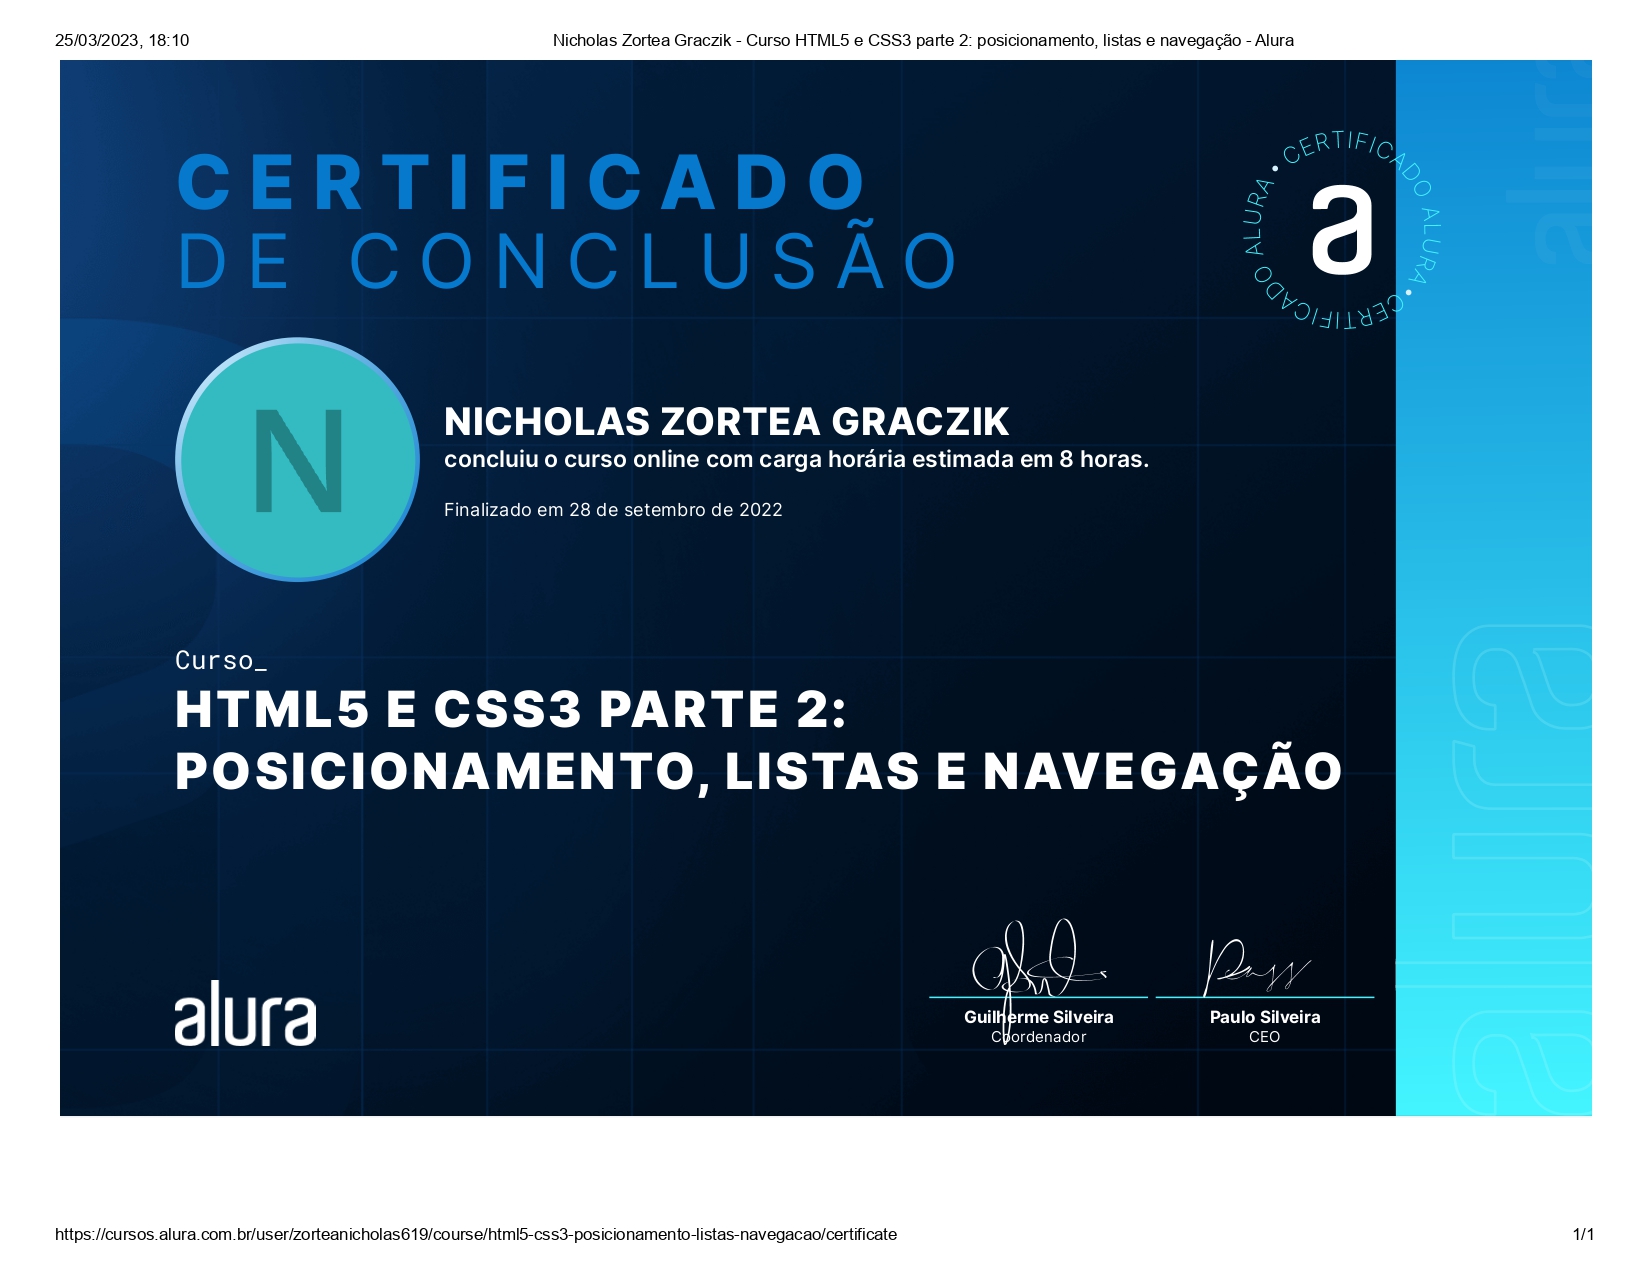 25/03/2023, 18:10
Nicholas Zortea Graczik - Curso HTML5 e CSS3 parte 2: posicionamento, listas e navegação - Alura
CERTIFICADO
DE CONCLUSÃO
CERTIFICADO ALURA • CERTIFICADO ALURA •
a
alura
N
NICHOLAS ZORTEA GRACZIK
concluiu o curso online com carga horária estimada em 8 horas.
Finalizado em 28 de setembro de 2022
Curso_
HTML5 E CSS3 PARTE 2:
POSICIONAMENTO, LISTAS E NAVEGAÇÃO
alura
alura
Guilherme Silveira
Coordenador
Paulo Silveira
CEO
https://cursos.alura.com.br/user/zorteanicholas619/course/html5-css3-posicionamento-listas-navegacao/certificate
1/1